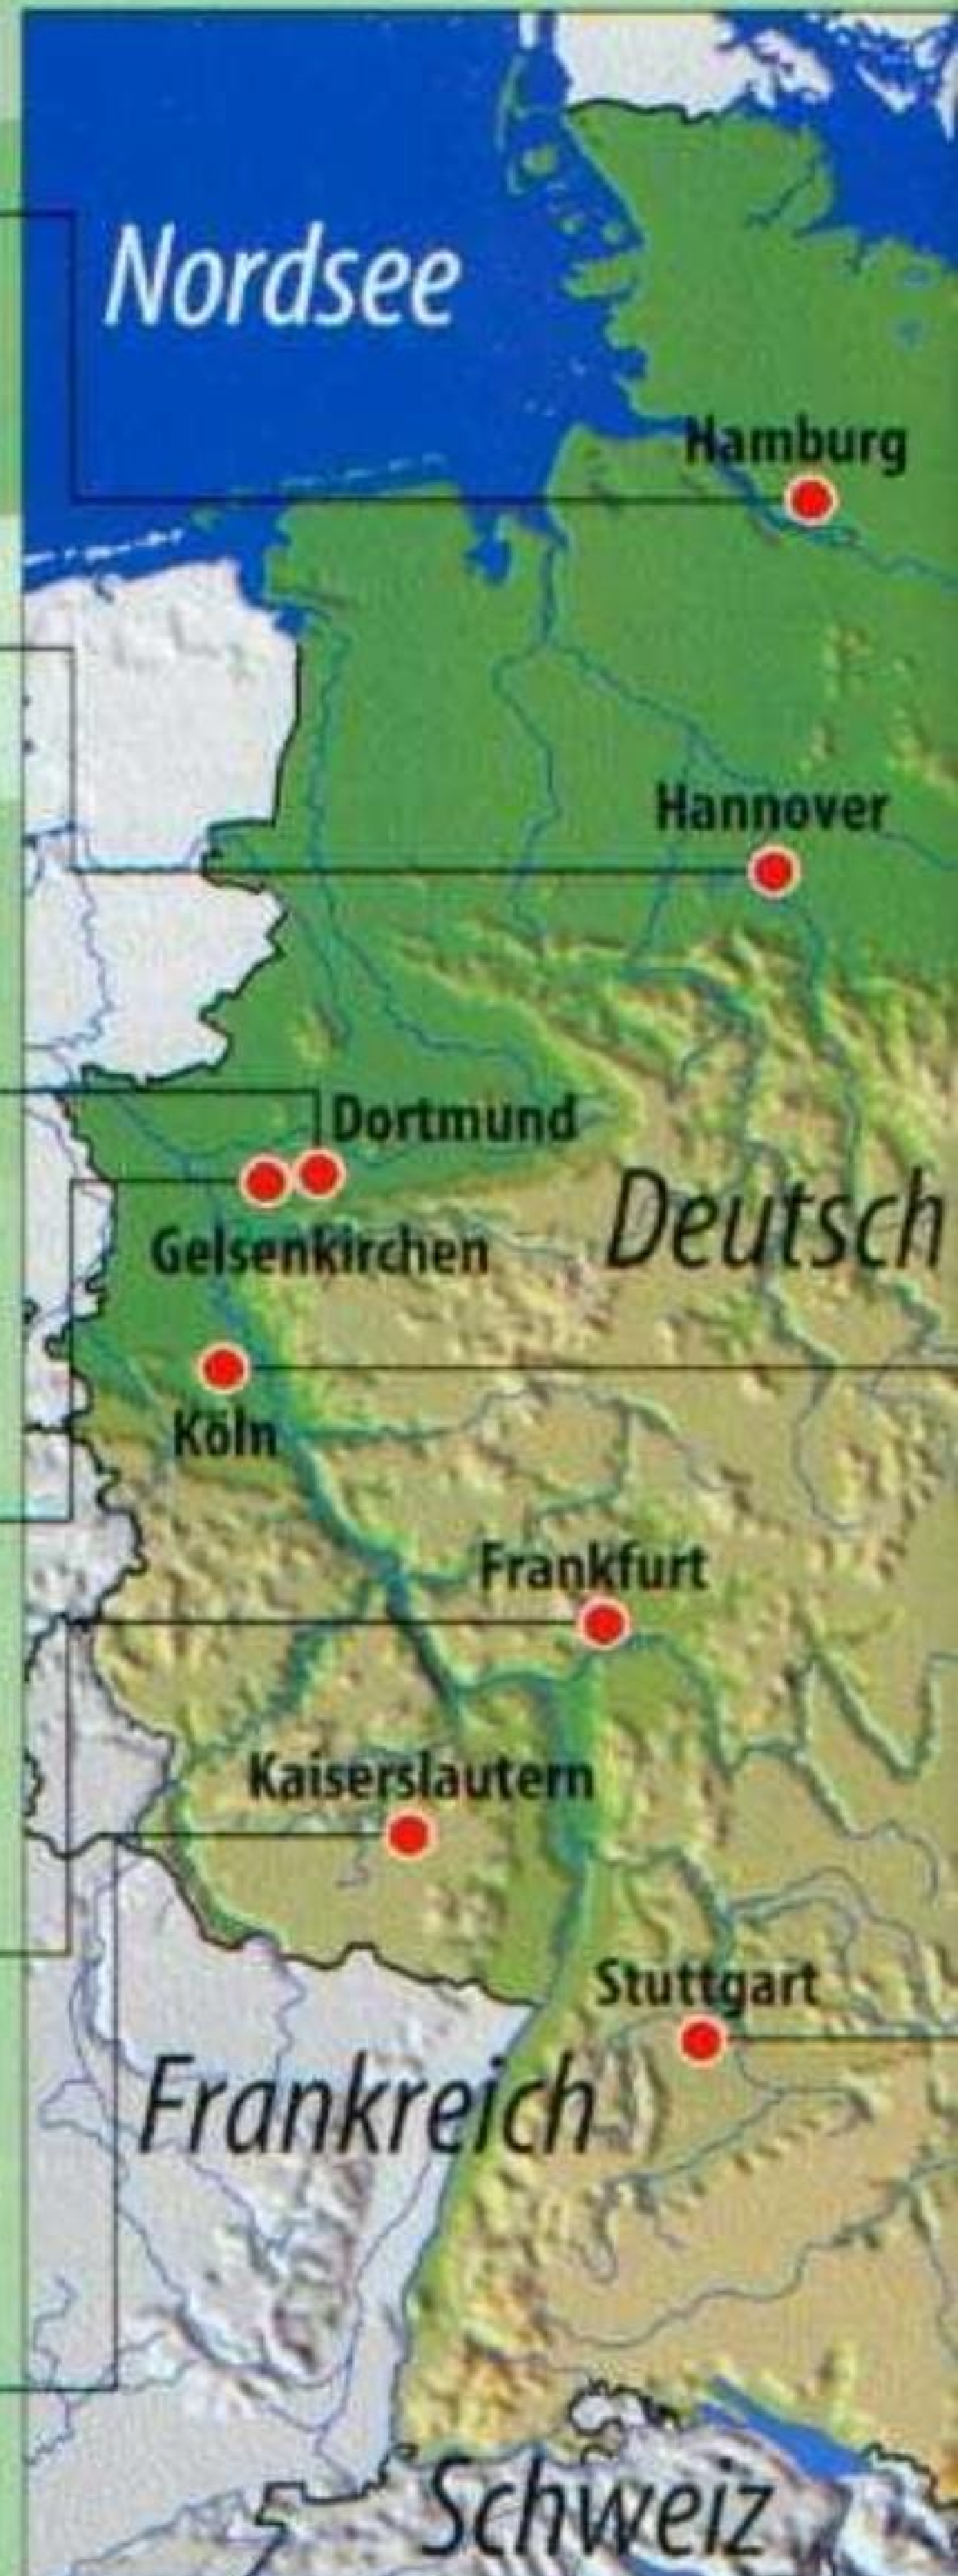 Nordsee
Hamburg
Hannover
Dortmund
Gelsenkirchen
Deutsch
Köln
Frankfurt
Kaiserslautern
Stuttgart
Frankreich
Schweiz